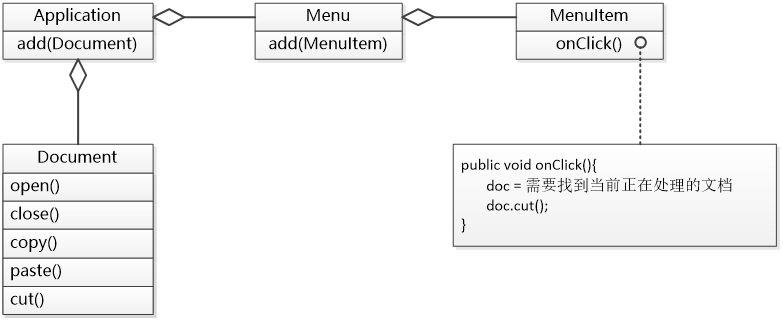 Application
add(Document)
Menu
add(MenuItem)
MenuItem
onClick()
Document
open()
close()
copy()
paste()
cut()
public void onClick(){
doc = 需要找到当前正在处理的文档
doc.cut();
}